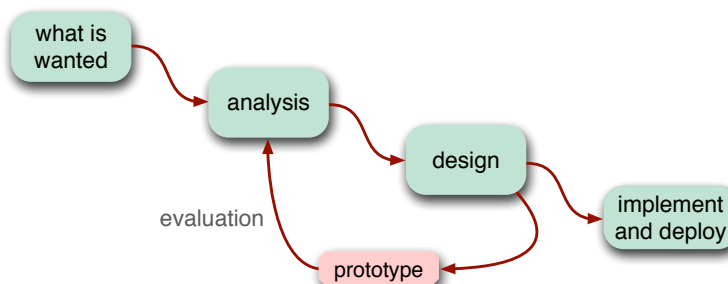 what is
wanted
analysis
design
evaluation
implement
and deploy
prototype